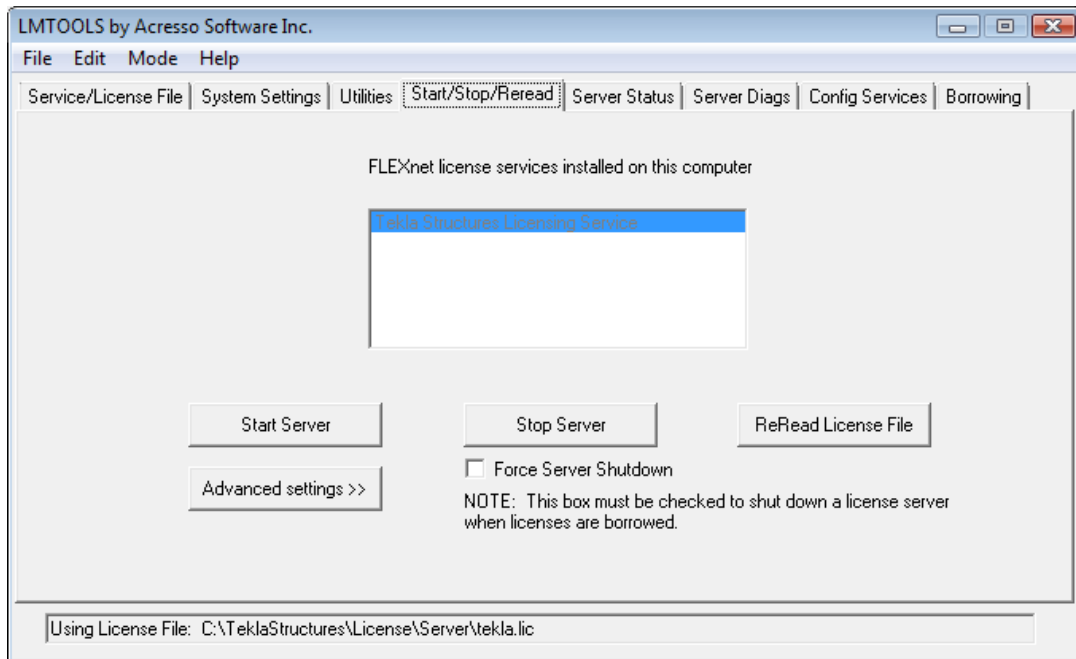 LMTOOLS by Acresso Software Inc.
File Edit Mode Help
Service/License File System Settings Utilities Start/Stop/Reread Server Status Server Diags Config Services Borrowing
FLEXnet license services installed on this computer
Tekla Structures Licensing Service
Start Server Stop Server ReRead License File
Advanced settings >> Force Server Shutdown
NOTE: This box must be checked to shut down a license server
when licenses are borrowed.
Using License File: C:\TeklaStructures\License\Server\tekla.lic